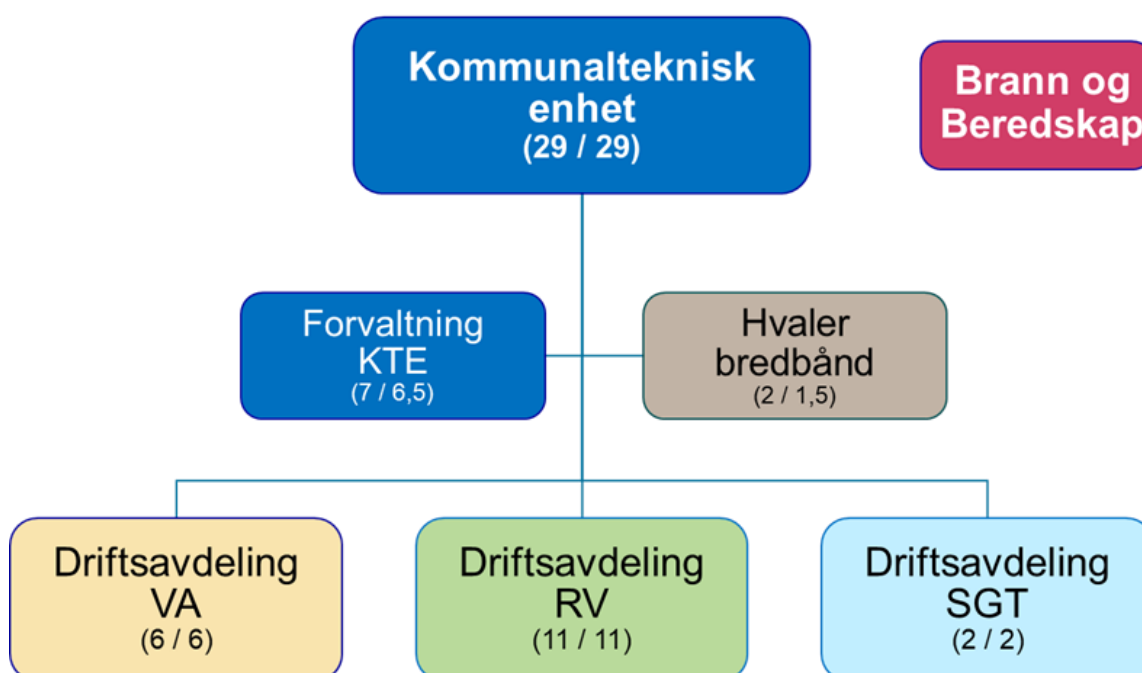 Kommunalteknisk
enhet
(29 / 29)
Brann og
Beredskap
Forvaltning
KTE
(7 / 6,5)
Hvaler
bredbånd
(2 / 1,5)
Driftsavdeling
VA
(6 / 6)
Driftsavdeling
RV
(11 / 11)
Driftsavdeling
SGT
(2 / 2)